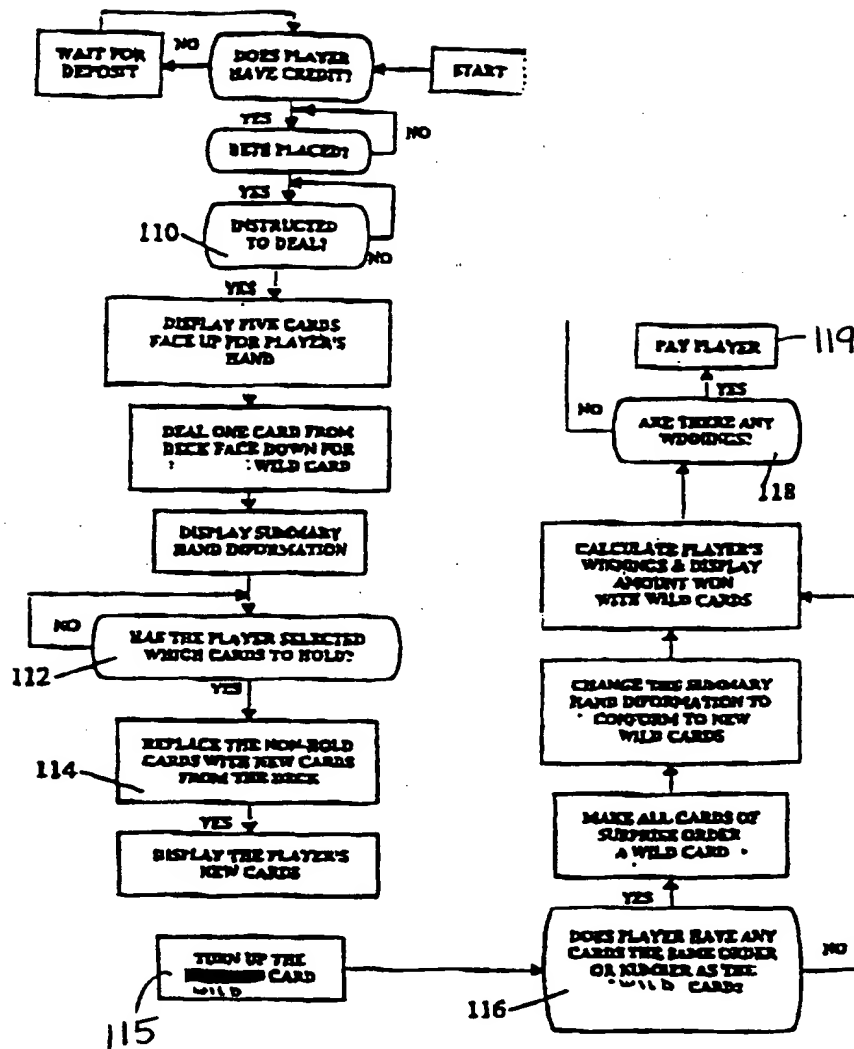 WAIT FOR
DEPOSIT
NO
DOES PLAYER
HAVE CREDIT?
START
YES
NO
BETS PLACED?
YES
110
INSTRUCTED
TO DEAL?
NO
YES
DISPLAY FIVE CARDS
FACE UP FOR PLAYER'S
HAND
DEAL ONE CARD FROM
DECK FACE DOWN FOR
WILD CARD
DISPLAY SUMMARY
HAND INFORMATION
NO
HAS THE PLAYER SELECTED
WHICH CARDS TO HOLD?
112
YES
REPLACE THE NON-HOLD
CARDS WITH NEW CARDS
FROM THE DECK
114
YES
DISPLAY THE PLAYER'S
NEW CARDS
TURN UP THE
CARD
WILD
115
DOES PLAYER HAVE ANY
CARDS THE SAME ORDER
OR NUMBER AS THE
WILD CARD?
116
NO
YES
MAKE ALL CARDS OF
SURPRISE ORDER
A WILD CARD
CHANGE THE SUMMARY
HAND INFORMATION TO
CONFORM TO NEW
WILD CARDS
CALCULATE PLAYER'S
WINNINGS & DISPLAY
AMOUNT WON
WITH WILD CARDS
ARE THERE ANY
WINNINGS?
118
NO
YES
PAY PLAYER
119